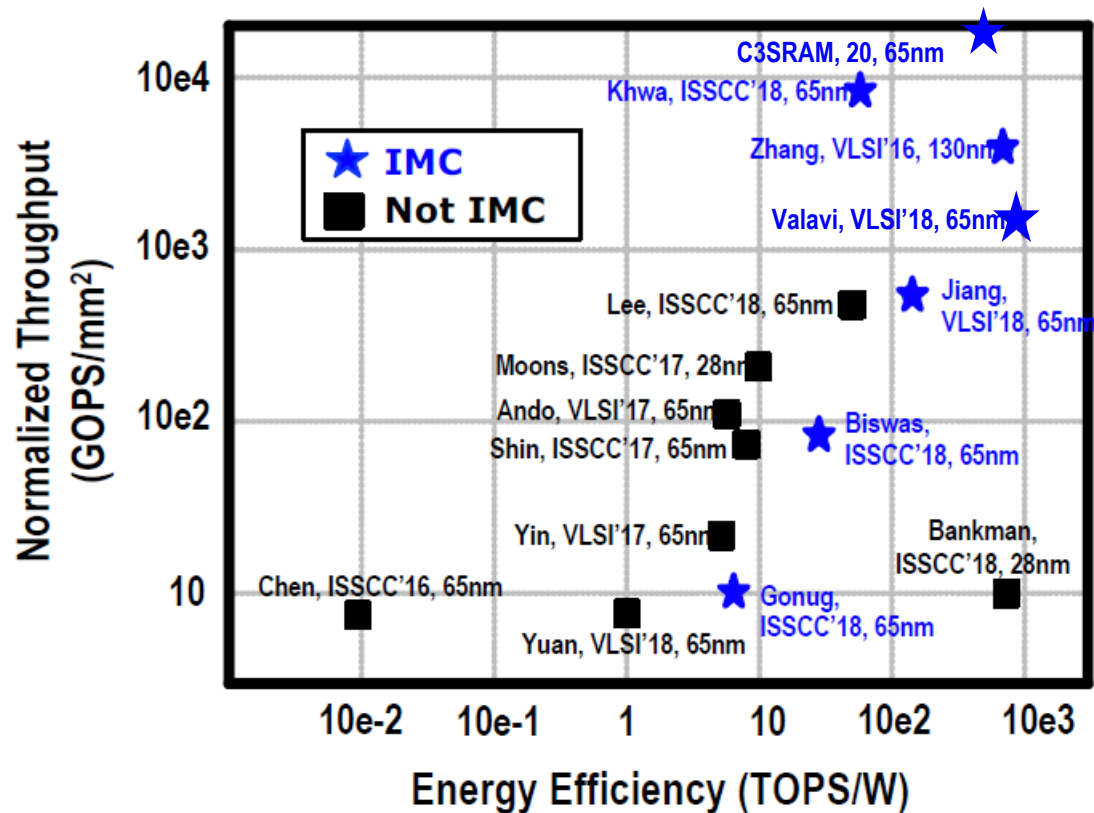 C3SRAM, 20, 65nm
10e4
Khwa, ISSCC'18, 65nm
IMC
Not IMC
Zhang, VLSI'16, 130nm
Valavi, VLSI'18, 65nm
10e3
Lee, ISSCC'18, 65nm
Jiang,
VLSI'18, 65nm
Moons, ISSCC'17, 28nm
Ando, VLSI'17, 65nm
10e2
Biswas,
ISSCC'18, 65nm
Shin, ISSCC'17, 65nm
Yin, VLSI'17, 65nm
Bankman,
ISSCC'18, 28nm
Chen, ISSCC'16, 65nm
10
Gonug,
ISSCC'18, 65nm
Yuan, VLSI'18, 65nm
Normalized Throughput
(GOPS/mm²)
10e-2
10e-1
1
10
10e2
10e3
Energy Efficiency (TOPS/W)